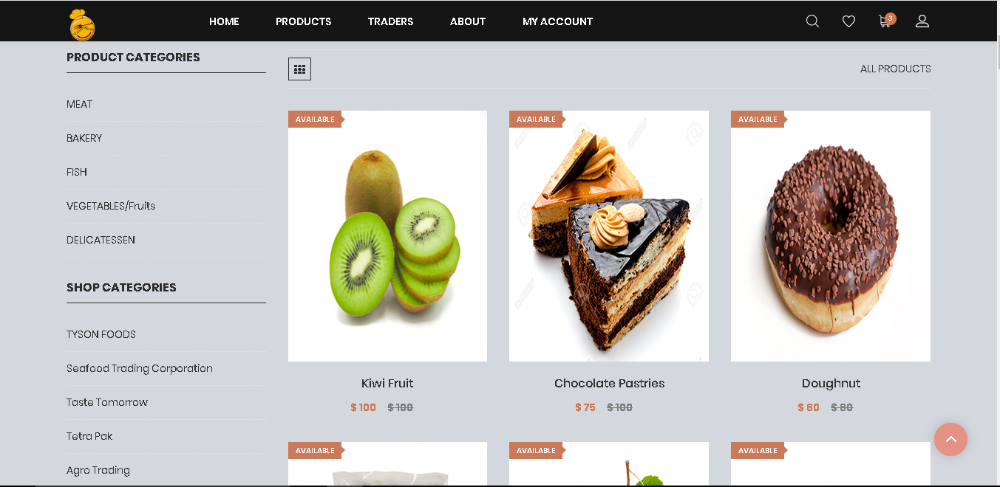 HOME PRODUCTS TRADERS ABOUT MY ACCOUNT 3
PRODUCT CATEGORIES
MEAT
BAKERY
FISH
VEGETABLES/Fruits
DELICATESSEN
SHOP CATEGORIES
TYSON FOODS
Seafood Trading Corporation
Taste Tomorrow
Tetra Pak
Agro Trading
ALL PRODUCTS
AVAILABLE AVAILABLE AVAILABLE
Kiwi Fruit Chocolate Pastries Doughnut
$ 100 $ 100 $ 75 $ 100 $ 60 $ 80
AVAILABLE AVAILABLE AVAILABLE